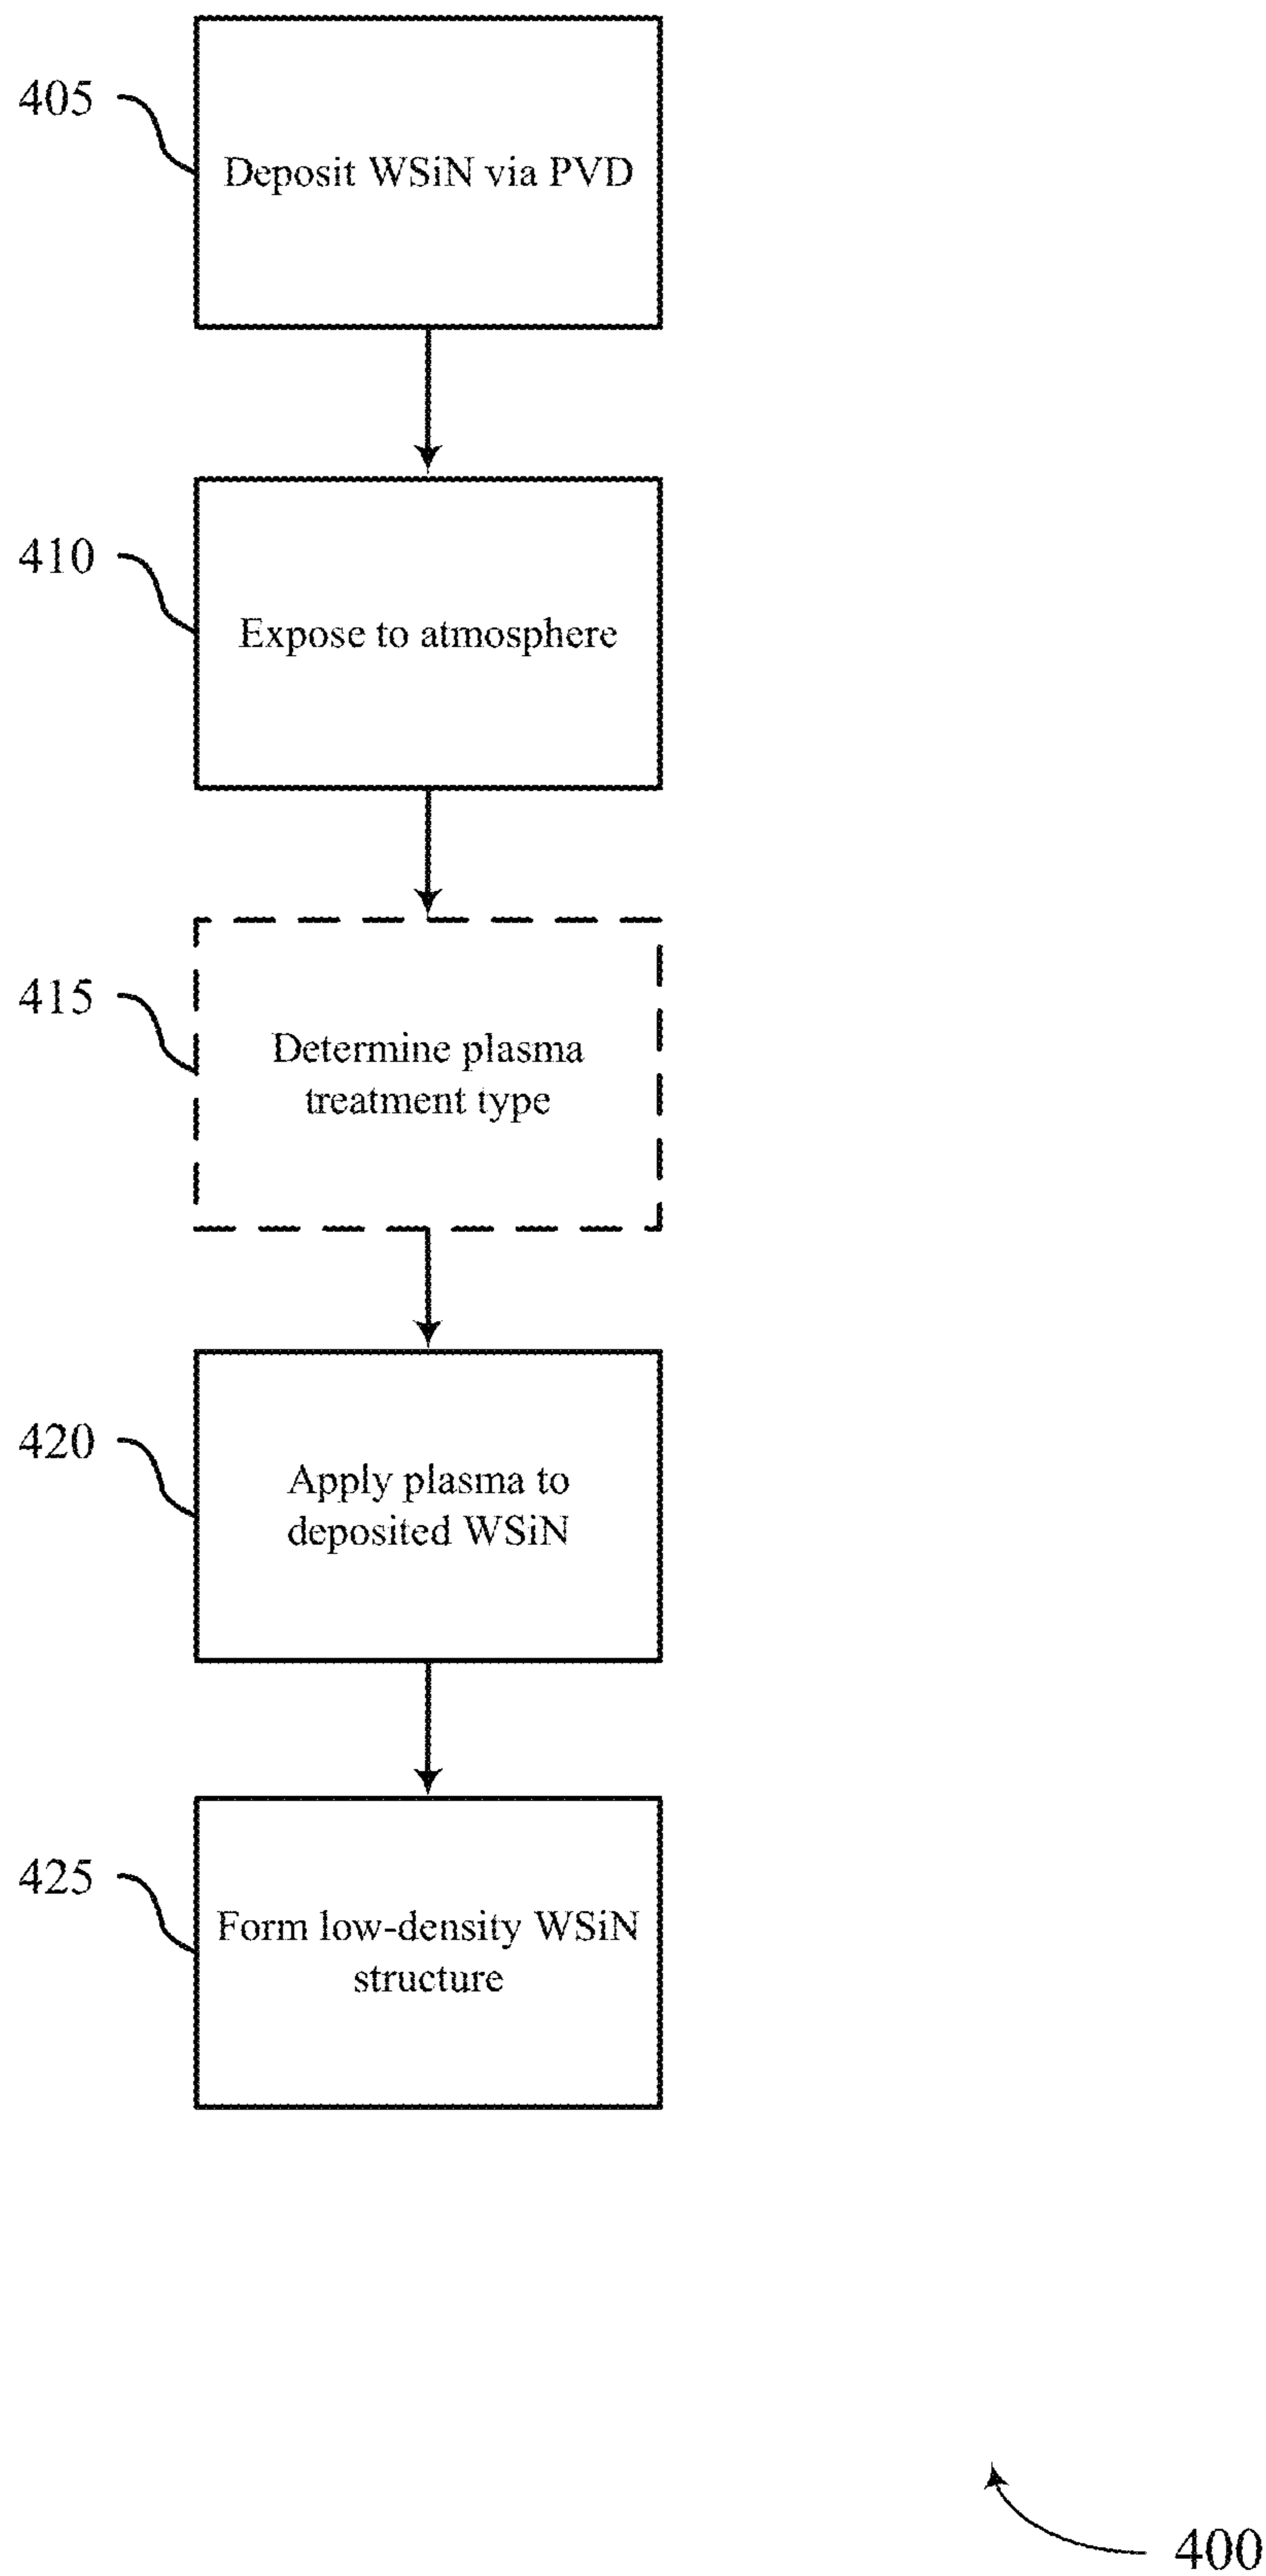 405
Deposit WSiN via PVD
410
Expose to atmosphere
415
Determine plasma
treatment type
420
Apply plasma to
deposited WSiN
425
Form low-density WSiN
structure
400